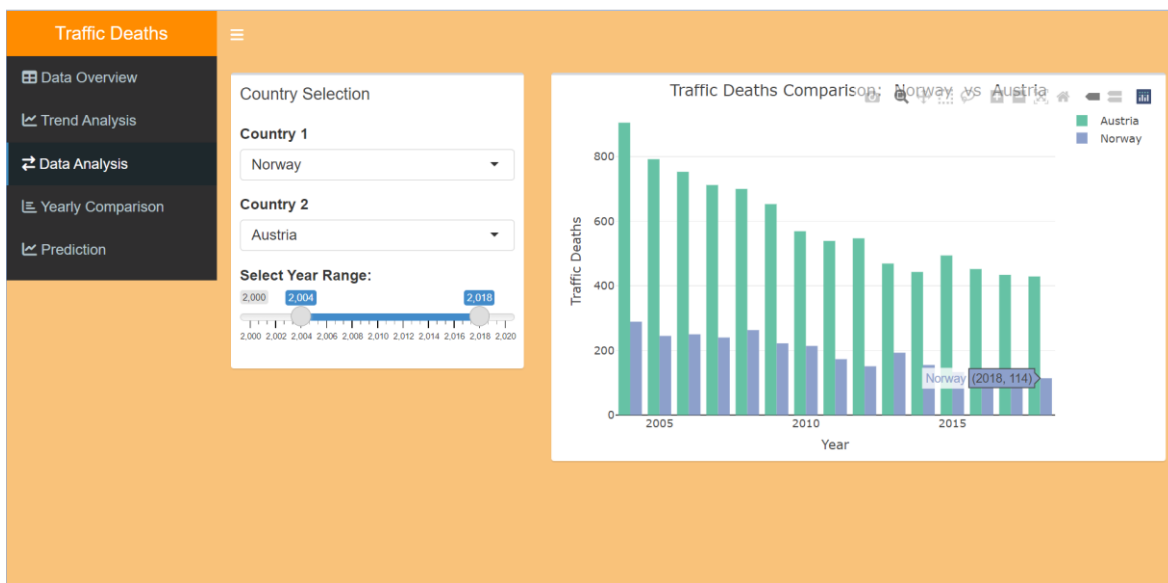 Traffic Deaths
Data Overview
Trend Analysis
Data Analysis
Yearly Comparison
Prediction
Country Selection
Country 1
Norway
Country 2
Austria
Select Year Range:
2,000 2,004 2,018
2,000 2,002 2,004 2,006 2,008 2,010 2,012 2,014 2,016 2,018 2,020
Traffic Deaths Comparison: Norway vs Austria
Austria
Norway
Traffic Deaths
800
600
400
200
0
Norway (2018, 114)
2005 2010 2015
Year